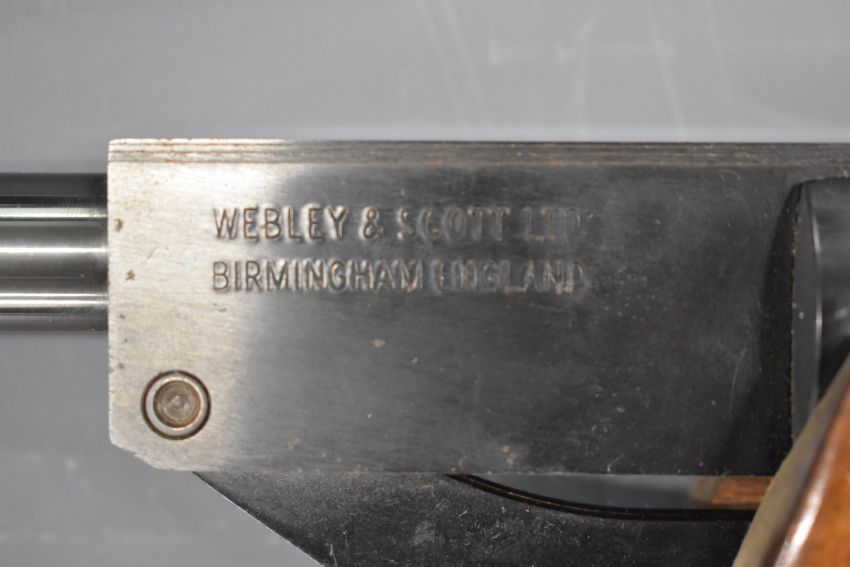 WEBLEY & SCOTT LTD
BIRMINGHAM ENGLAND